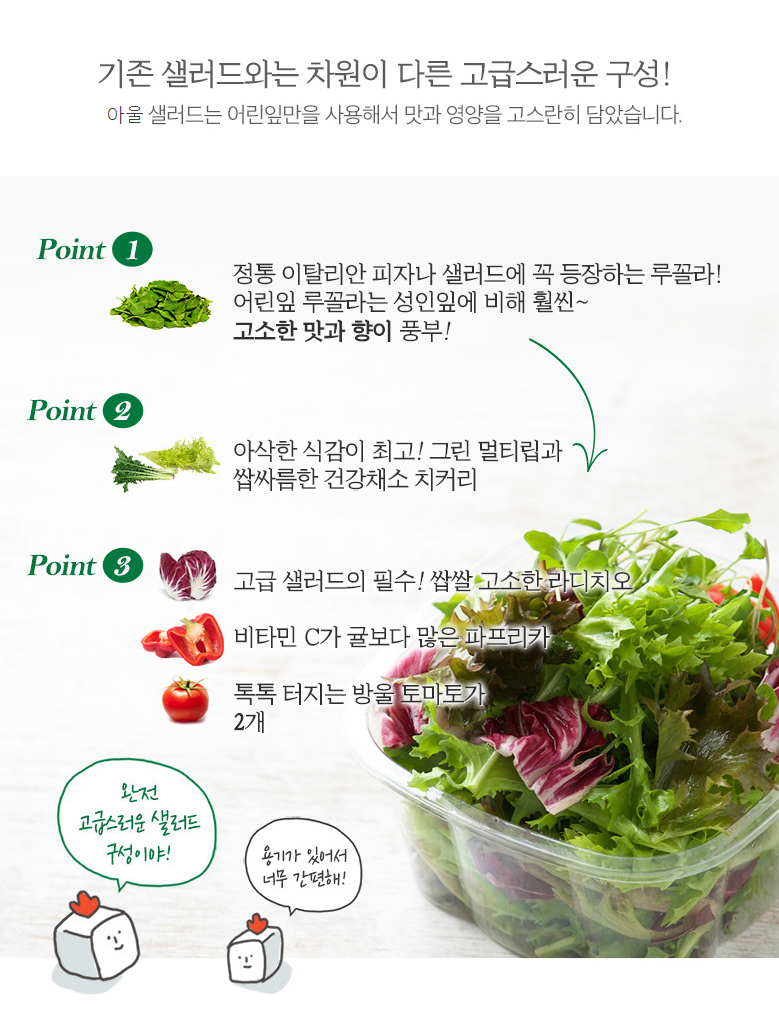 기존 샐러드와는 차원이 다른 고급스러운 구성!
아울 샐러드는 어린잎만을 사용해서 맛과 영양을 고스란히 담았습니다.
Point 1
정통 이탈리안 피자나 샐러드에 꼭 등장하는 루꼴라!
어린잎 루꼴라는 성인잎에 비해 훨씬~
고소한 맛과 향이 풍부!
Point 2
아삭한 식감이 최고! 그린 멀티립과
쌉싸름한 건강채소 치커리
Point 3
고급 샐러드의 필수! 쌉쌀 고소한 라디치오
비타민 C가 귤보다 많은 파프리카
톡톡 터지는 방울 토마토가
2개
완전
고급스러운 샐러드
구성이야!
용기가 있어서
너무 간편해!